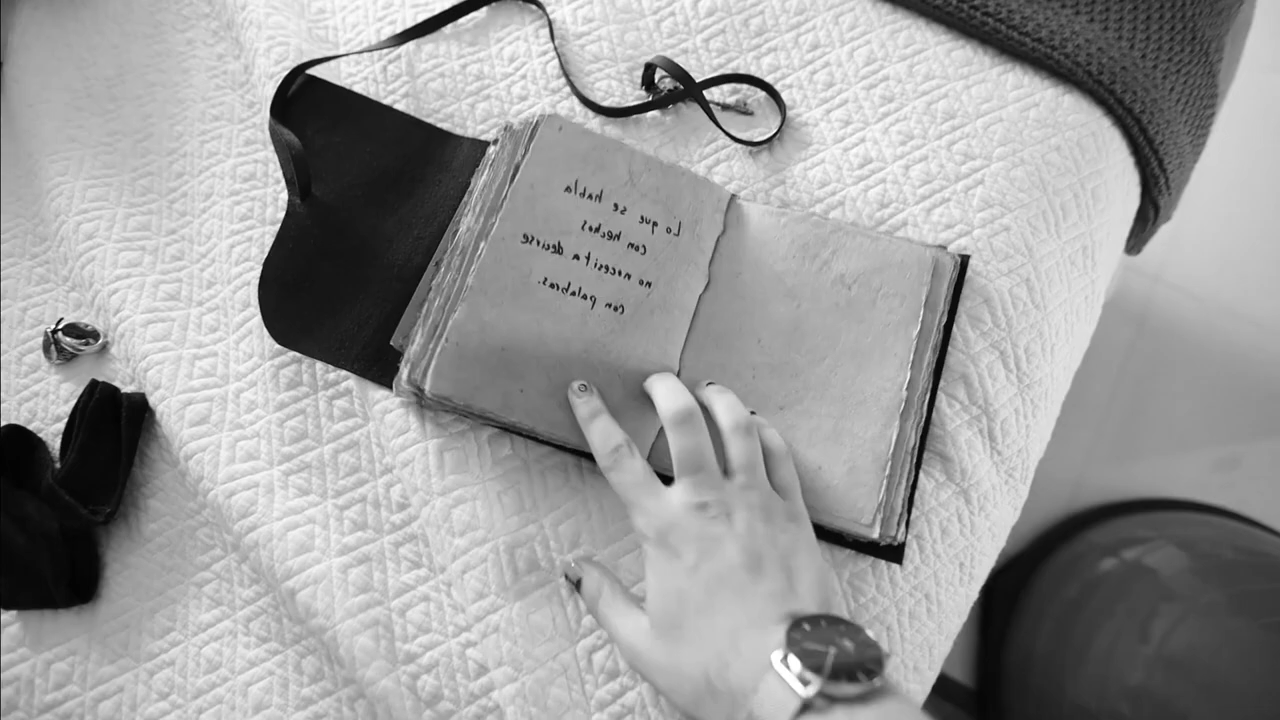 Lo que se habla
con hechos
no necesita decirse
con palabras.